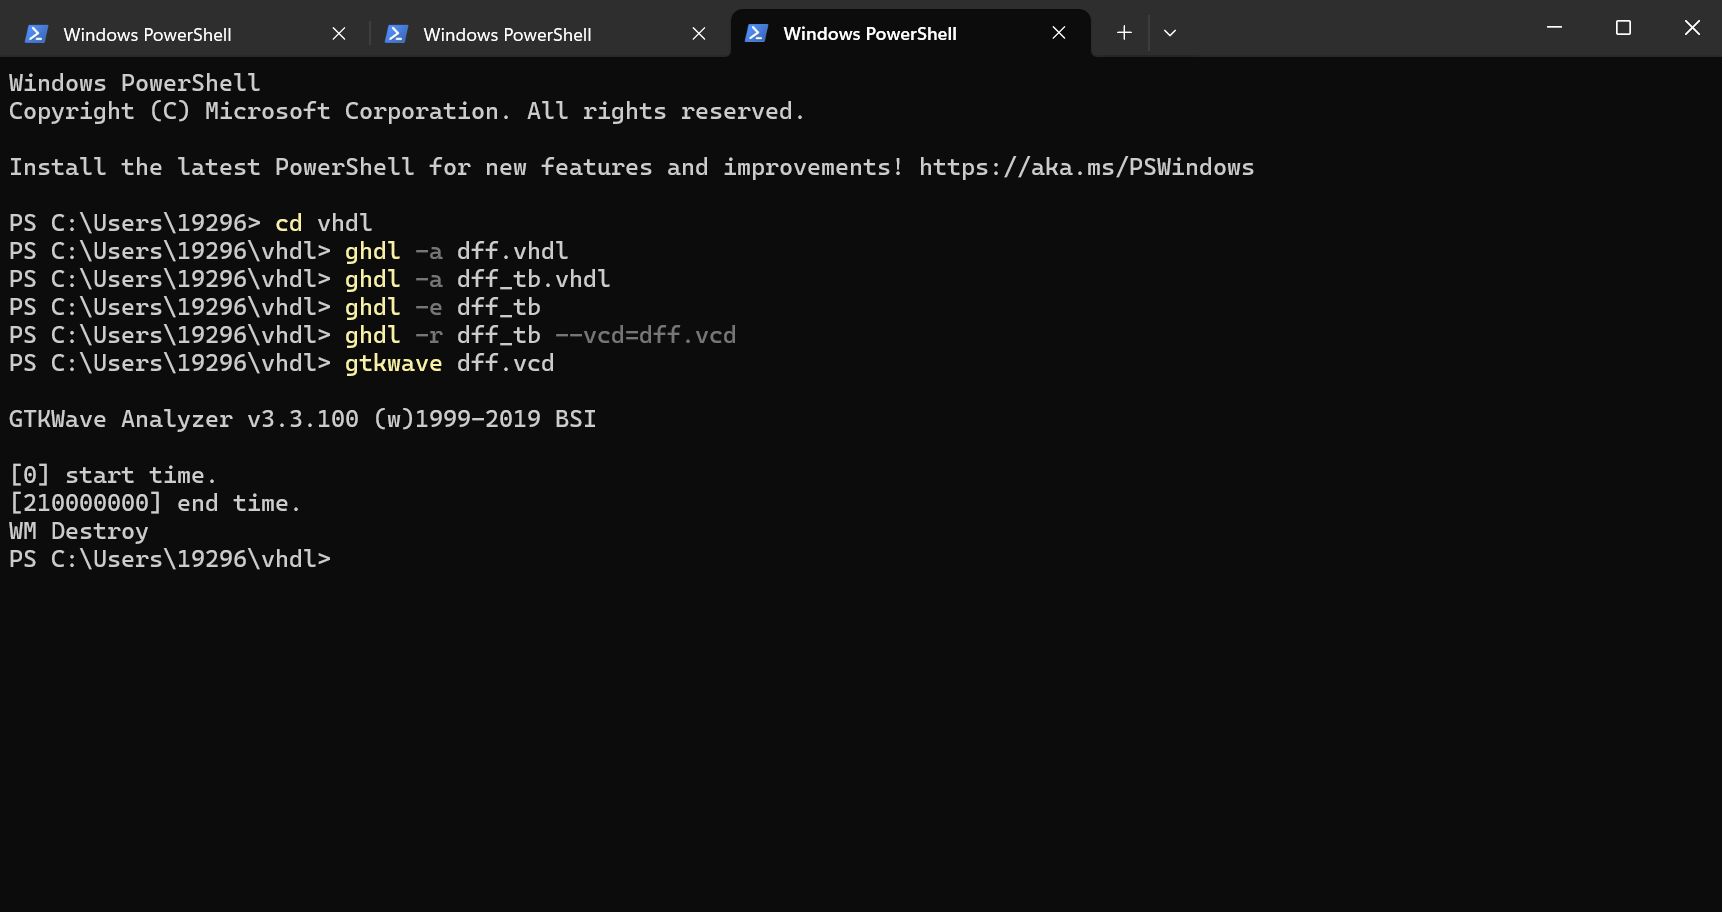 Windows PowerShell
Windows PowerShell
Windows PowerShell
Windows PowerShell
Copyright (C) Microsoft Corporation. All rights reserved.
Install the latest PowerShell for new features and improvements! https://aka.ms/PSWindows
PS C:\Users\19296> cd vhdl
PS C:\Users\19296\vhdl> ghdl -a dff.vhdl
PS C:\Users\19296\vhdl> ghdl -a dff_tb.vhdl
PS C:\Users\19296\vhdl> ghdl -e dff_tb
PS C:\Users\19296\vhdl> ghdl -r dff_tb --vcd=dff.vcd
PS C:\Users\19296\vhdl> gtkwave dff.vcd
GTKWave Analyzer v3.3.100 (w)1999-2019 BSI
[0] start time.
[210000000] end time.
WM Destroy
PS C:\Users\19296\vhdl>